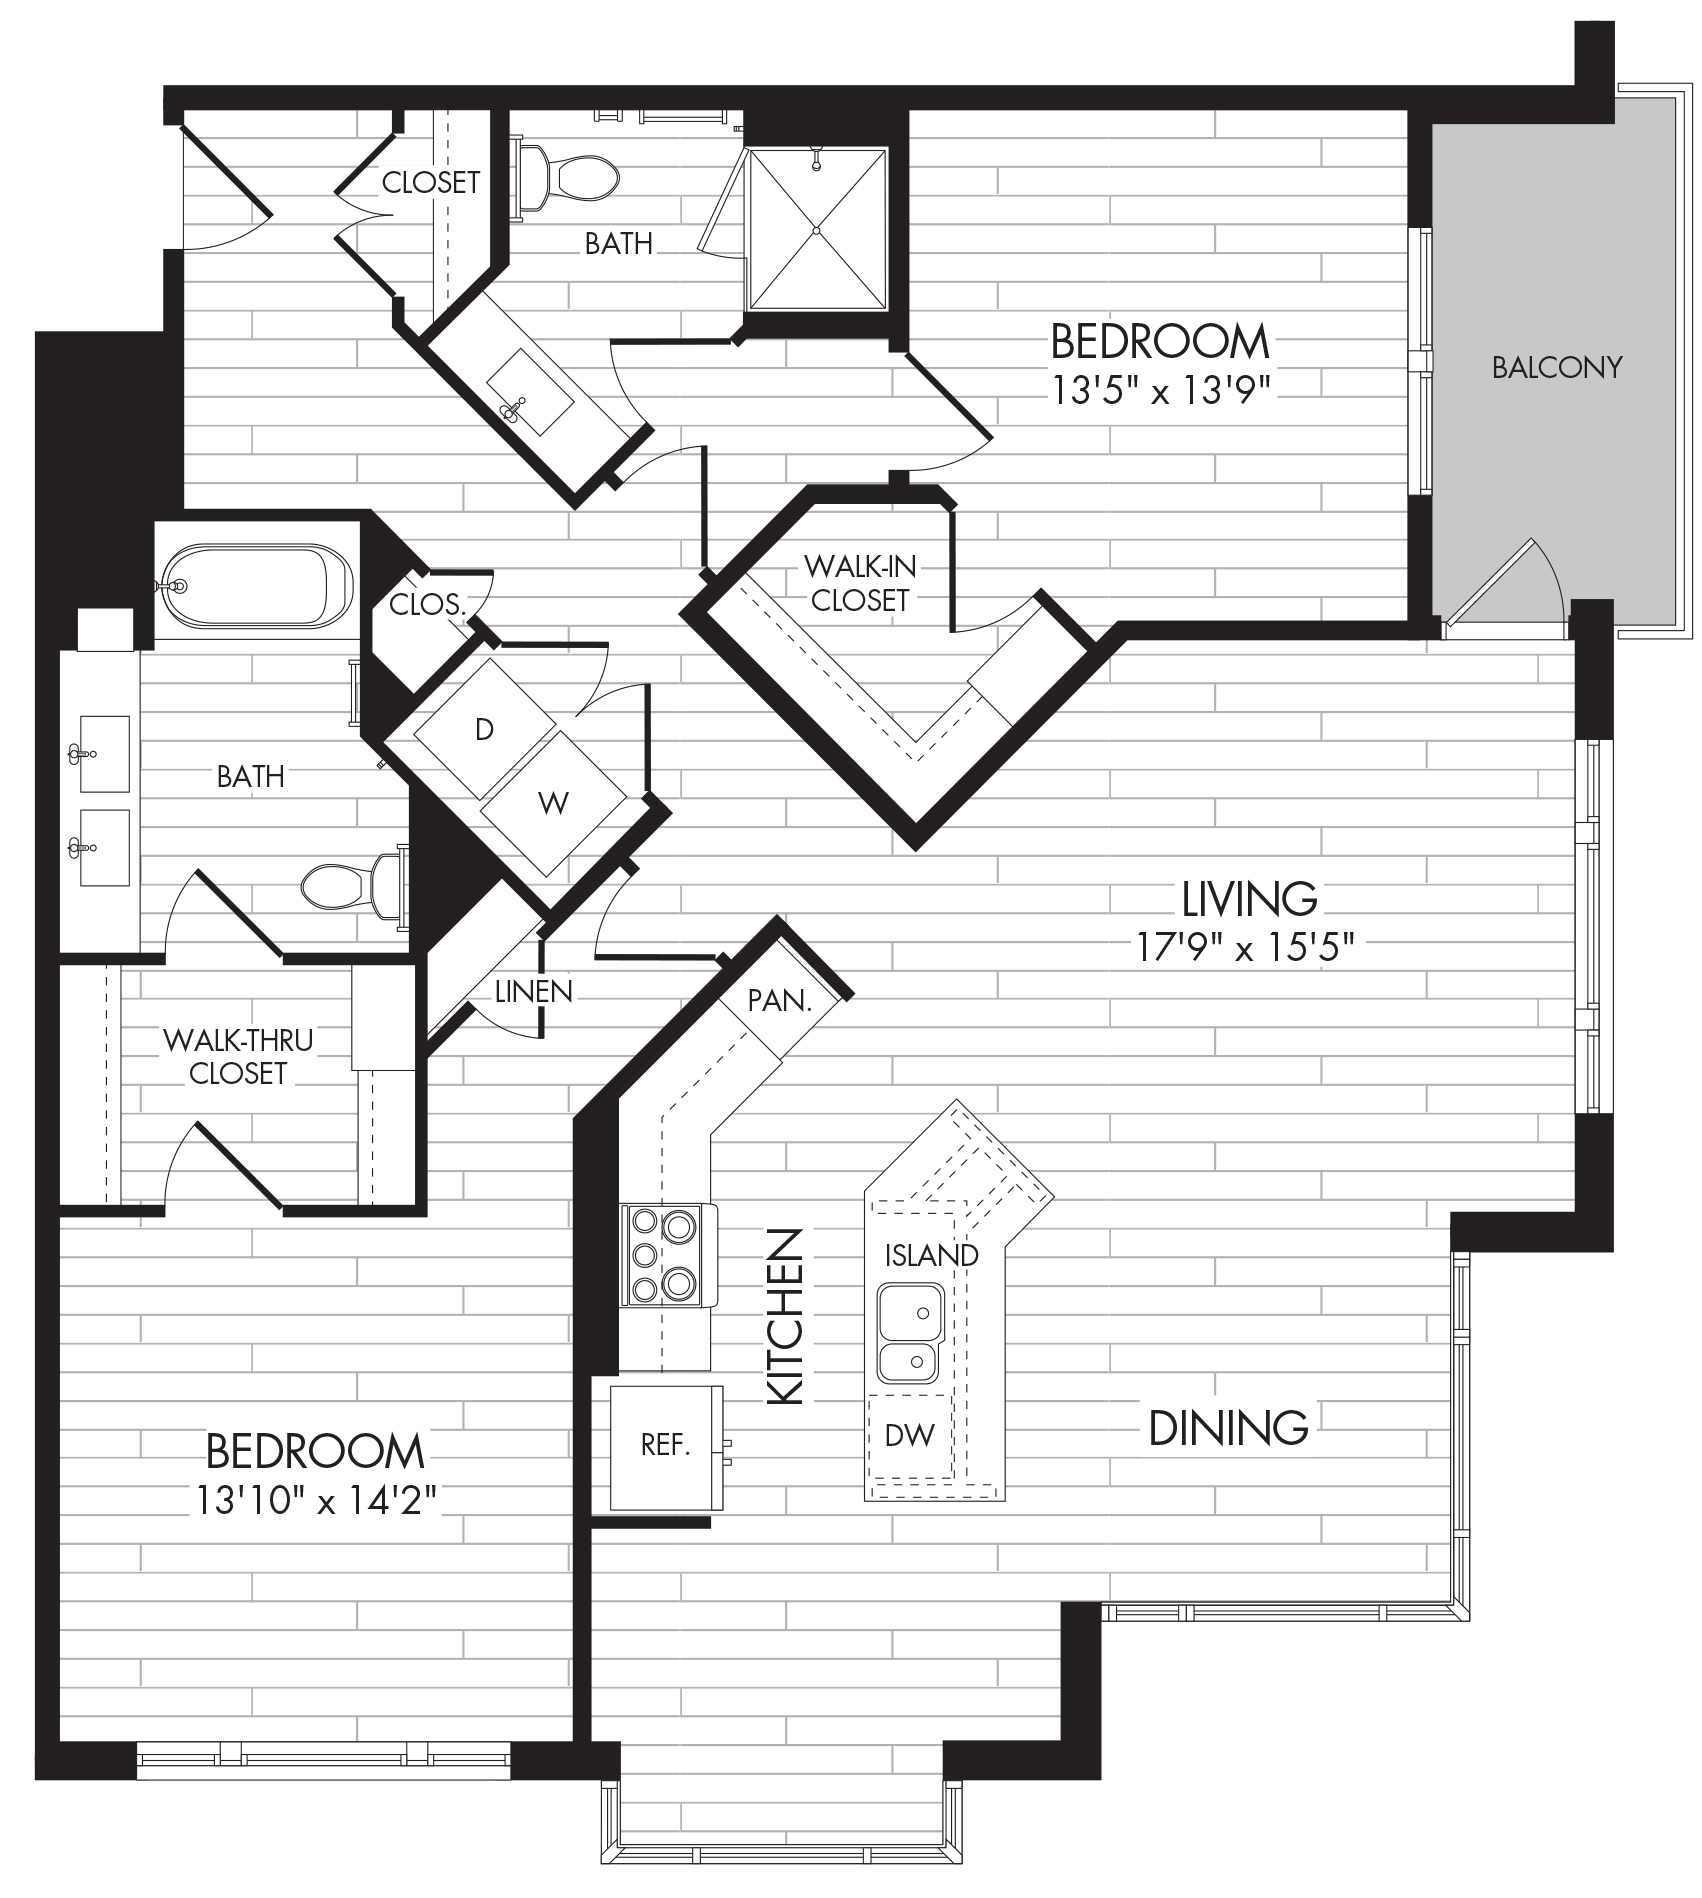 CLOSET
BATH
BEDROOM
13'5" x 13'9"
BALCONY
WALK-IN
CLOSET
CLOS.
D
W
BATH
LIVING
17'9" x 15'5"
LINEN
PAN.
WALK-THRU
CLOSET
ISLAND
KITCHEN
DW
DINING
REF.
BEDROOM
13'10" x 14'2"